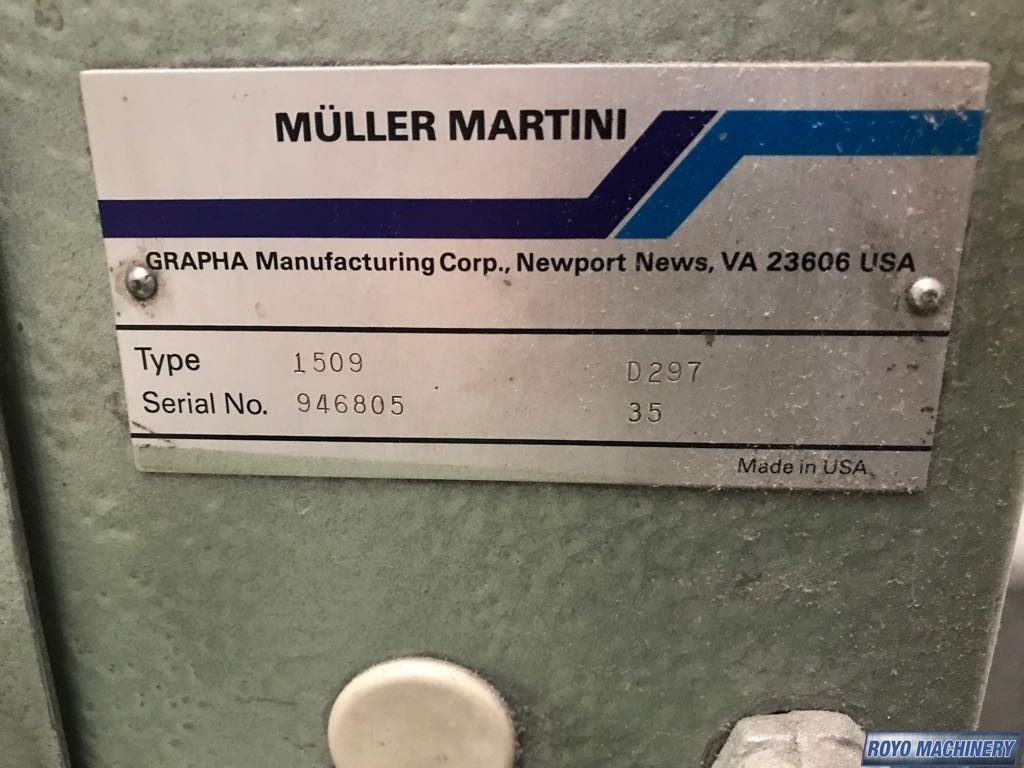 MÜLLER MARTINI
GRAPHA Manufacturing Corp., Newport News, VA 23606 USA
Type 1509 D297
Serial No. 946805 35
Made in USA
ROYO MACHINERY